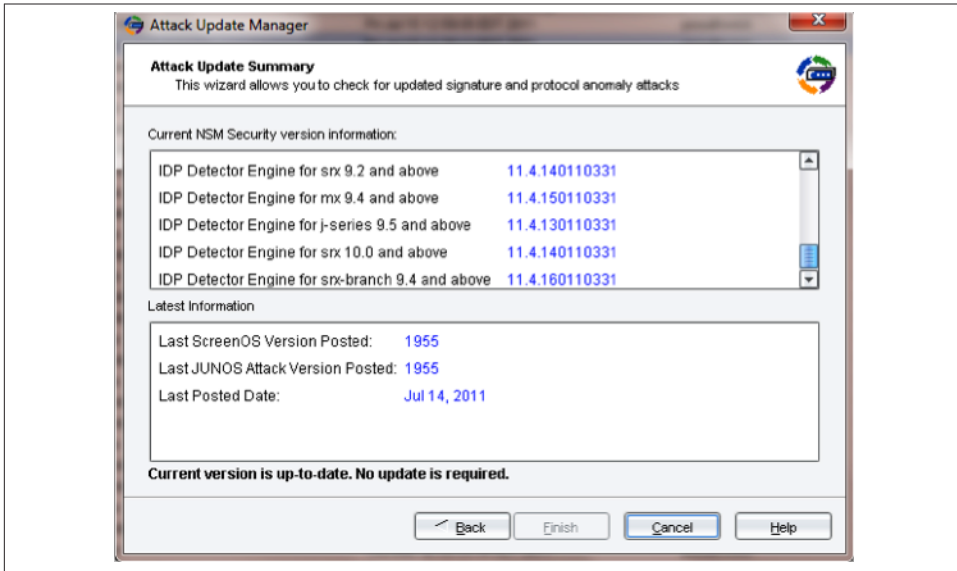 Attack Update Manager
Attack Update Summary
This wizard allows you to check for updated signature and protocol anomaly attacks
Current NSM Security version information:
IDP Detector Engine for srx 9.2 and above 11.4.140110331
IDP Detector Engine for mx 9.4 and above 11.4.150110331
IDP Detector Engine for j-series 9.5 and above 11.4.130110331
IDP Detector Engine for srx 10.0 and above 11.4.140110331
IDP Detector Engine for srx-branch 9.4 and above 11.4.160110331
Latest Information
Last ScreenOS Version Posted: 1955
Last JUNOS Attack Version Posted: 1955
Last Posted Date: Jul 14, 2011
Current version is up-to-date. No update is required.
Back Finish Cancel Help